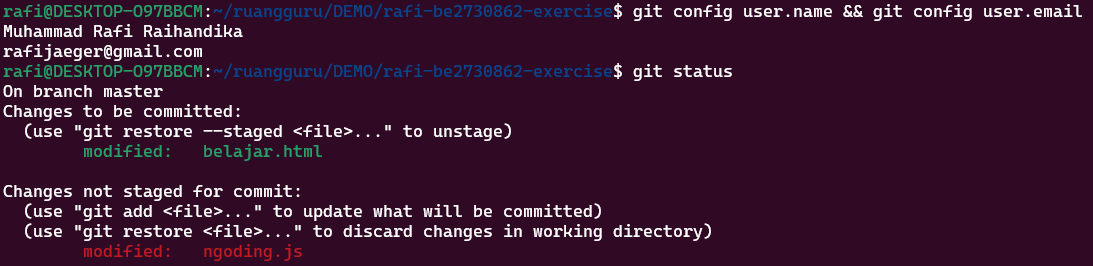 rafi@DESKTOP-O97BBCM:~/ruangguru/DEMO/rafi-be2730862-exercise$ git config user.name && git config user.email
Muhammad Rafi Raihandika
rafijaeger@gmail.com
rafi@DESKTOP-O97BBCM:~/ruangguru/DEMO/rafi-be2730862-exercise$ git status
On branch master
Changes to be committed:
  (use "git restore --staged <file>..." to unstage)
        modified:   belajar.html

Changes not staged for commit:
  (use "git add <file>..." to update what will be committed)
  (use "git restore <file>..." to discard changes in working directory)
        modified:   ngoding.js